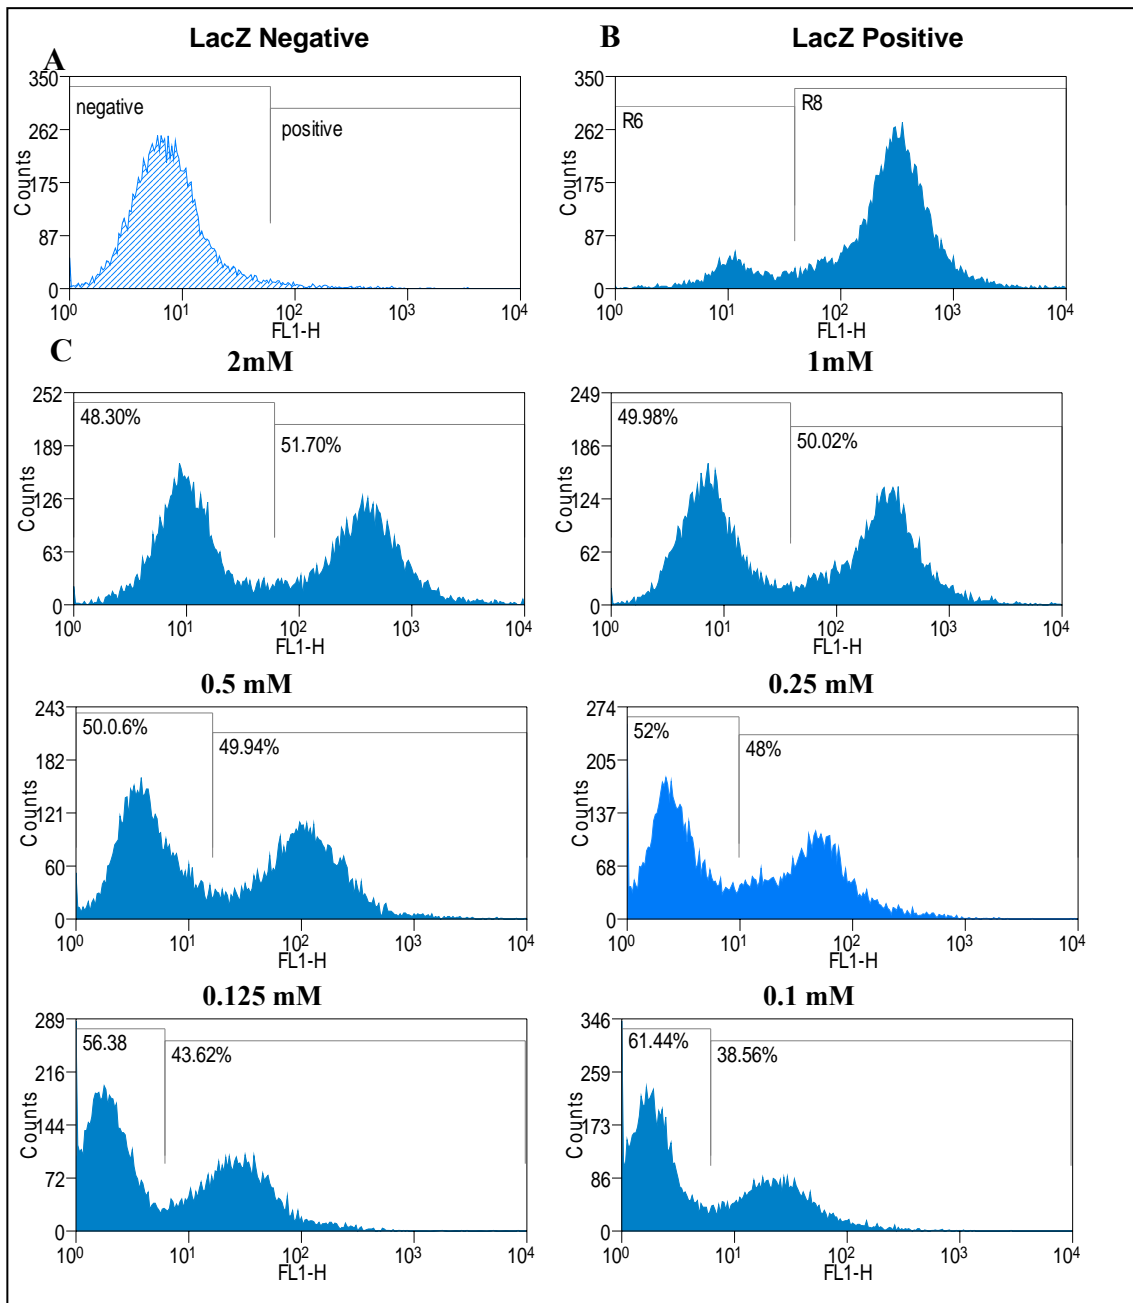 LacZ Negative
B
LacZ Positive
A
350
262
175
87
0
Counts
negative
positive
10^0
10^1
10^2
10^3
10^4
FL1-H
350
262
175
87
0
Counts
R6
R8
10^0
10^1
10^2
10^3
10^4
FL1-H
C
2mM
252
189
126
63
0
Counts
48.30%
51.70%
10^0
10^1
10^2
10^3
10^4
FL1-H
1mM
249
186
124
62
0
Counts
49.98%
50.02%
10^0
10^1
10^2
10^3
10^4
FL1-H
0.5 mM
243
182
121
60
0
Counts
50.0.6%
49.94%
10^0
10^1
10^2
10^3
10^4
FL1-H
0.25 mM
274
205
137
68
0
Counts
52%
48%
10^0
10^1
10^2
10^3
10^4
FL1-H
0.125 mM
289
216
144
72
0
Counts
56.38
43.62%
10^0
10^1
10^2
10^3
10^4
FL1-H
0.1 mM
346
259
173
86
0
Counts
61.44%
38.56%
10^0
10^1
10^2
10^3
10^4
FL1-H